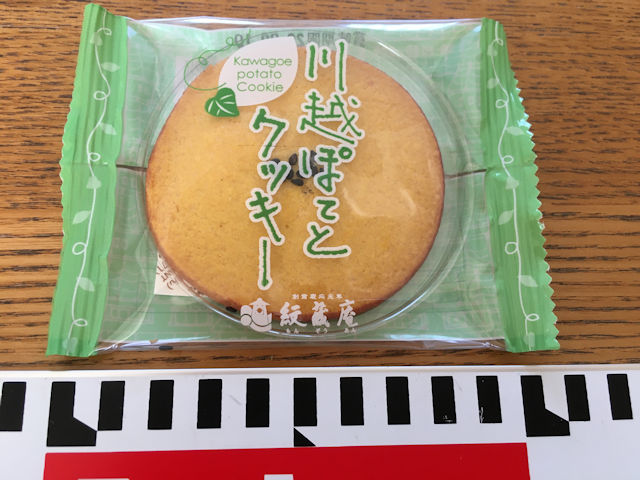 Kawagoe
potato
Cookie
川越ぽてと
クッキー
紋蔵庵